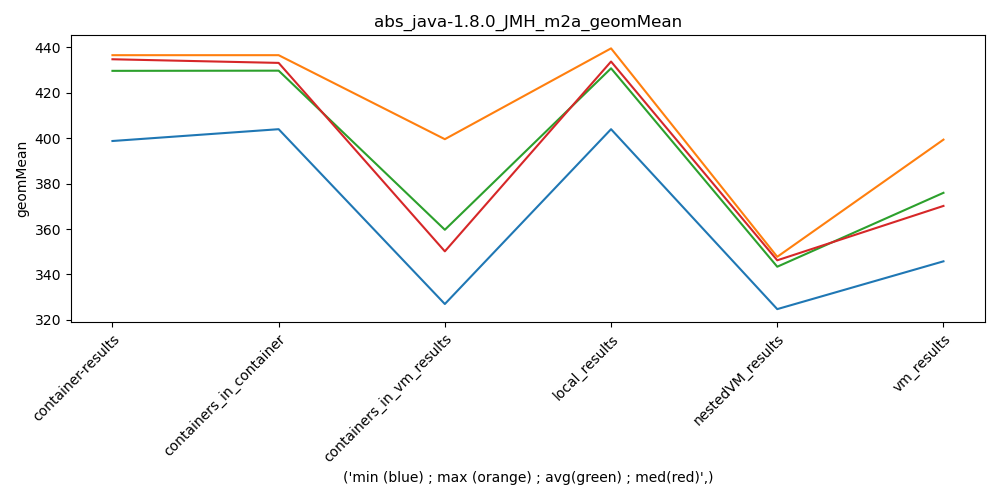 abs_java-1.8.0_JMH_m2a_geomMean
440
420
400
380
360
340
320
geomMean
container-results
containers_in_container
containers_in_vm_results
local_results
nestedVM_results
vm_results
('min (blue) ; max (orange) ; avg(green) ; med(red)',)